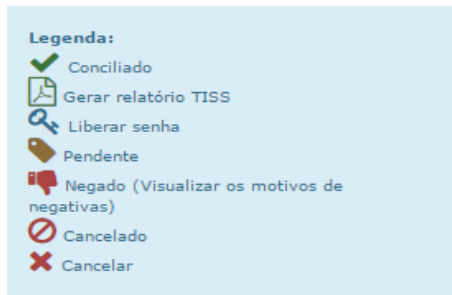 Legenda:
Conciliado
Gerar relatório TISS
Liberar senha
Pendente
Negado (Visualizar os motivos de
negativas)
Cancelado
Cancelar